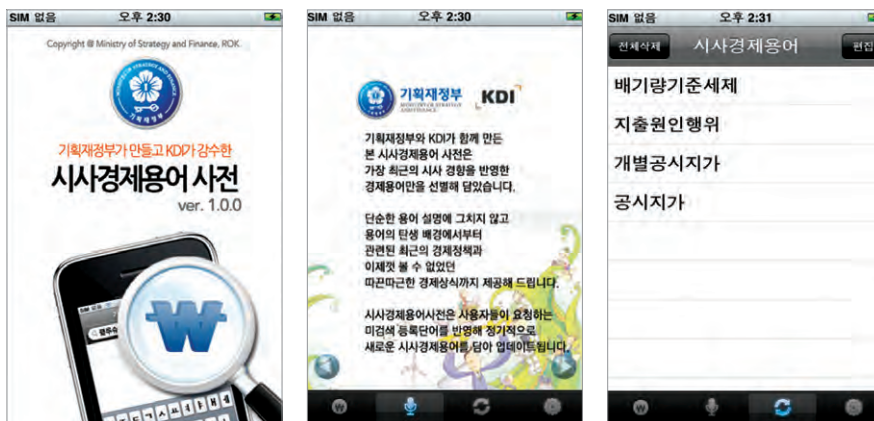 SIM 없음 오후 2:30
Copyright @ Ministry of Strategy and Finance, ROK.
기획재정부가 만들고 KDI가 감수한
시사경제용어 사전
ver. 1.0.0
SIM 없음 오후 2:30
기획재정부 KDI
MINISTRY OF STRATEGY
AND FINANCE
기획재정부와 KDI가 함께 만든
본 시사경제용어 사전은
가장 최근의 시사 경향을 반영한
경제용어만을 선별해 담았습니다.
단순한 용어 설명에 그치지 않고
용어의 탄생 배경에서부터
관련된 최근의 경제정책과
이제껏 볼 수 없었던
따끈따근한 경제상식까지 제공해 드립니다.
시사경제용어사전은 사용자들이 요청하는
미검색 등록단어를 반영해 정기적으로
새로운 시사경제용어를 담아 업데이트됩니다.
SIM 없음 오후 2:31
전체삭제 시사경제용어 편집
배기량기준세제
지출원인행위
개별공시지가
공시지가